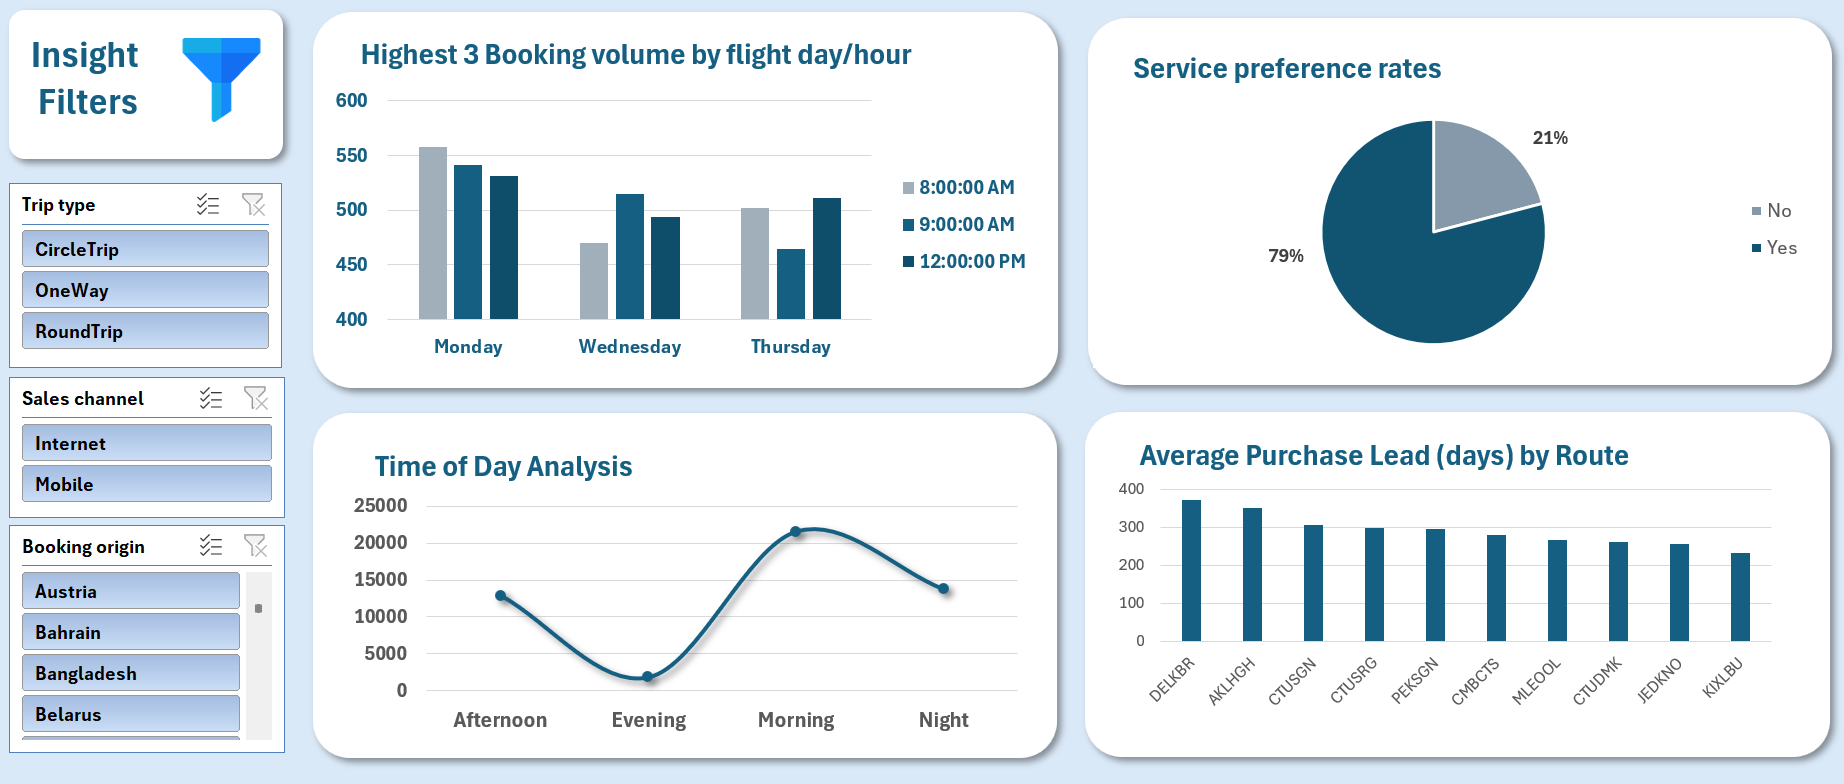 Insight
Filters
Trip type
CircleTrip
OneWay
RoundTrip
Sales channel
Internet
Mobile
Booking origin
Austria
Bahrain
Bangladesh
Belarus
Highest 3 Booking volume by flight day/hour
600
550
500
450
400
Monday Wednesday Thursday
8:00:00 AM
9:00:00 AM
12:00:00 PM
Service preference rates
21%
79%
No
Yes
Time of Day Analysis
25000
20000
15000
10000
5000
0
Afternoon Evening Morning Night
Average Purchase Lead (days) by Route
400
300
200
100
0
DELKBR AKLHGH CTUSGN CTUSRG PEKSGN CMBCTS MLEOOL CTUDMK JEDKNO KIXLBU